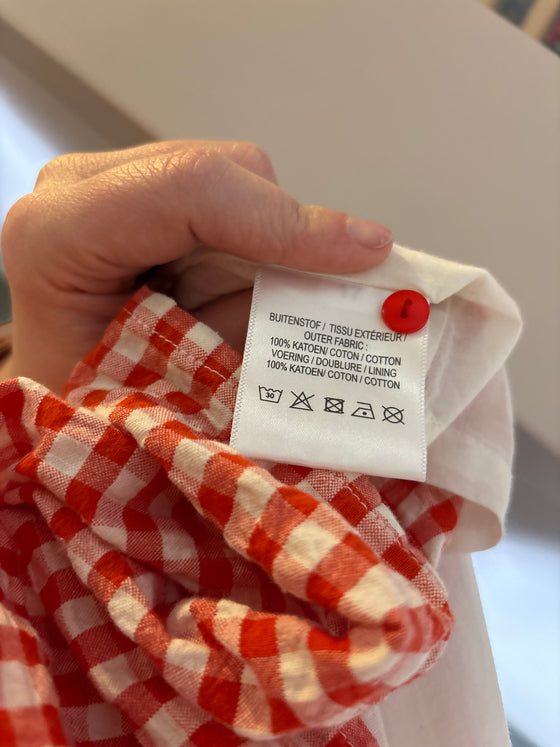 BUITENSTOF / TISSU EXTÉRIEUR /
OUTER FABRIC :
100% KATOEN/ COTON / COTTON
VOERING / DOUBLURE / LINING
100% KATOEN/ COTON / COTTON
30